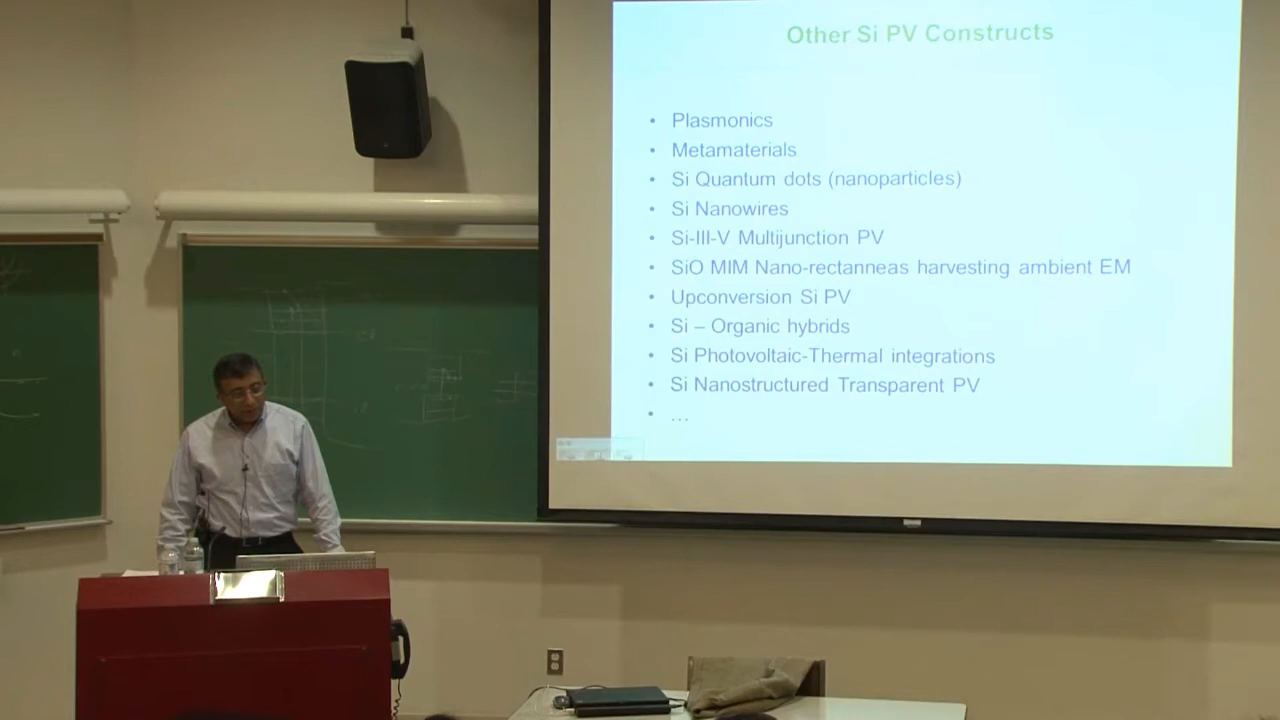 Other Si PV Constructs
• Plasmonics
• Metamaterials
• Si Quantum dots (nanoparticles)
• Si Nanowires
• Si-III-V Multijunction PV
• SiO MIM Nano-rectanneas harvesting ambient EM
• Upconversion Si PV
• Si – Organic hybrids
• Si Photovoltaic-Thermal integrations
• Si Nanostructured Transparent PV
• …